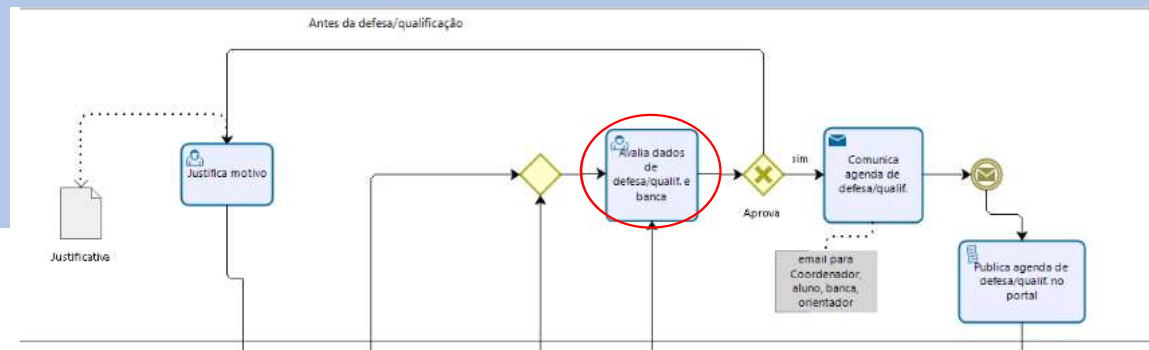 Antes da defesa/qualificação
Justifica motivo
Justificativa
Avalia dados
de
defesa/qualif. e
banca
Aprova
sim
Comunica
agenda de
defesa/qualif.
email para
Coordenador,
aluno, banca,
orientador
Publica agenda de
defesa/qualif. no
portal